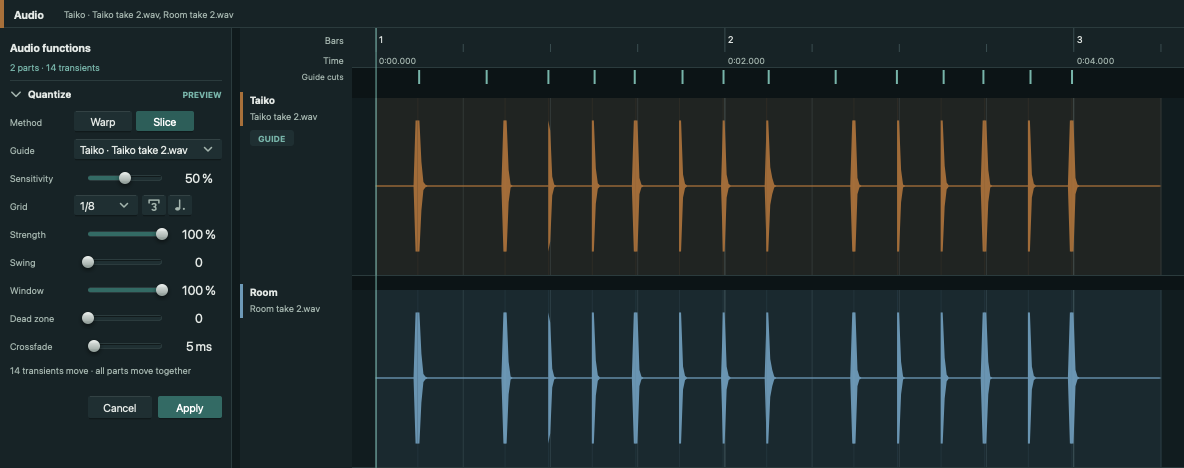 Audio
Taiko · Taiko take 2.wav, Room take 2.wav
Audio functions
2 parts · 14 transients
Quantize
PREVIEW
Method
Warp
Slice
Guide
Taiko · Taiko take 2.wav
Sensitivity
50 %
Grid
1/8
3
Strength
100 %
Swing
0
Window
100 %
Dead zone
0
Crossfade
5 ms
14 transients move · all parts move together
Cancel
Apply
Bars
1
2
3
Time
0:00.000
0:02.000
0:04.000
Guide cuts
Taiko
Taiko take 2.wav
GUIDE
Room
Room take 2.wav